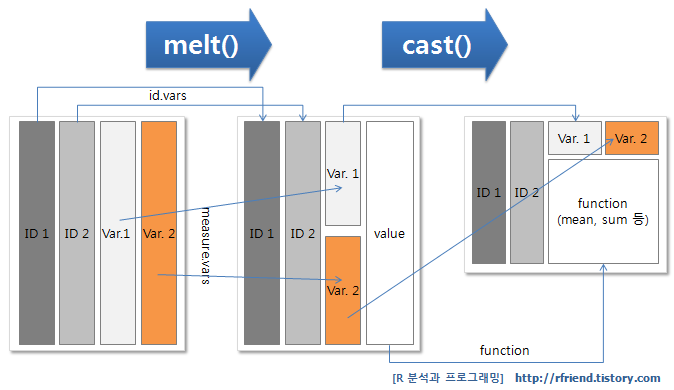 melt()
cast()
id.vars
ID 1
ID 2
Var.1
Var. 2
measure.vars
ID 1
ID 2
Var. 1
Var. 2
value
ID 1
ID 2
Var. 1
Var. 2
function
(mean, sum 등)
function
[R 분석과 프로그래밍] http://rfriend.tistory.com